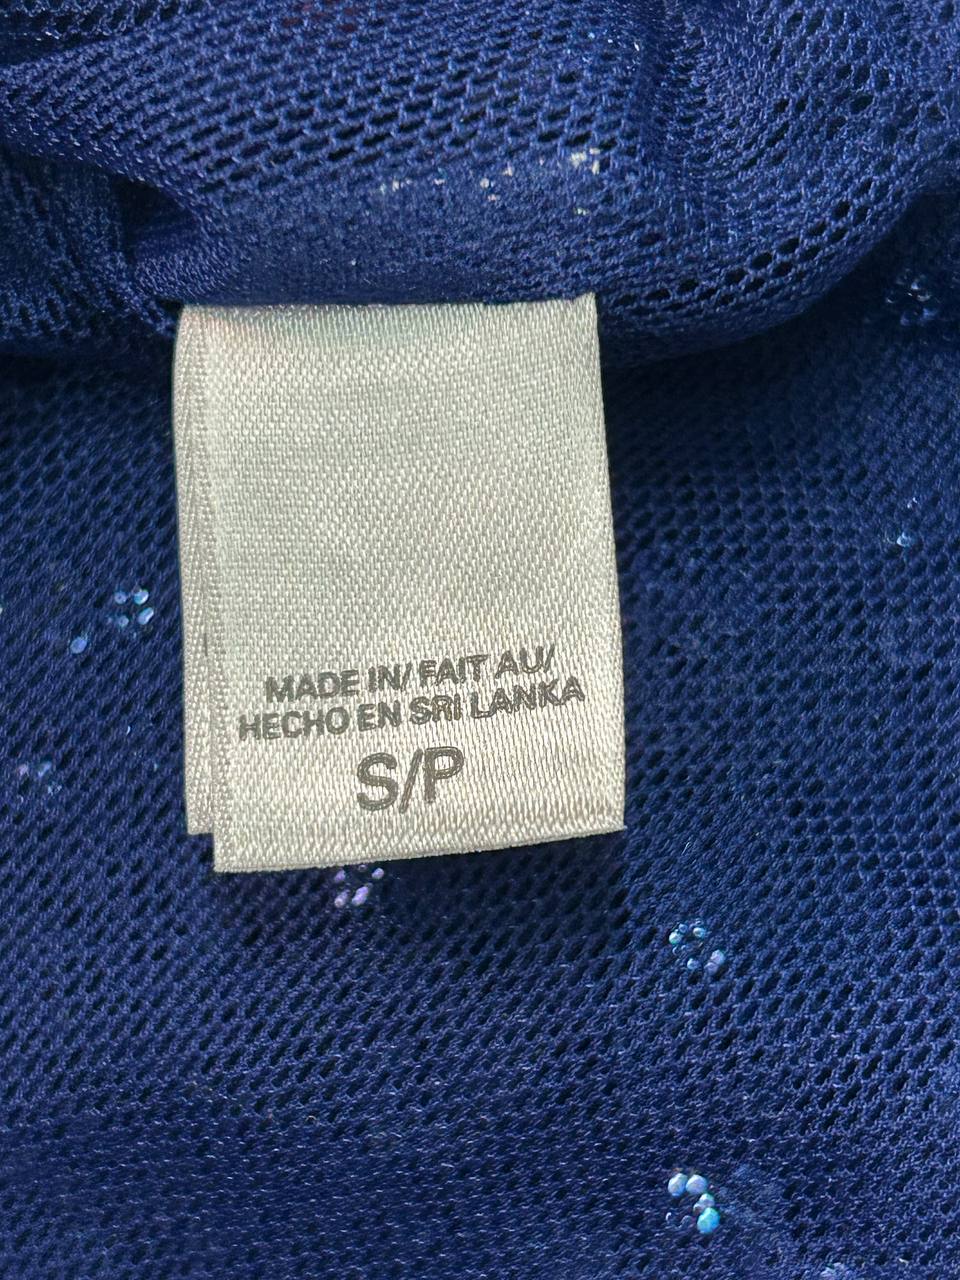 MADE IN/ FAIT AU/
HECHO EN SRI LANKA
S/P